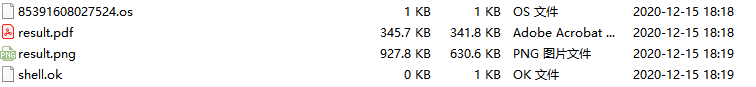 85391608027524.os 1 KB 1 KB OS 文件 2020-12-15 18:18
result.pdf 345.7 KB 341.8 KB Adobe Acrobat ... 2020-12-15 18:18
PNG result.png 927.8 KB 630.6 KB PNG 图片文件 2020-12-15 18:19
shell.ok 0 KB 1 KB OK 文件 2020-12-15 18:19